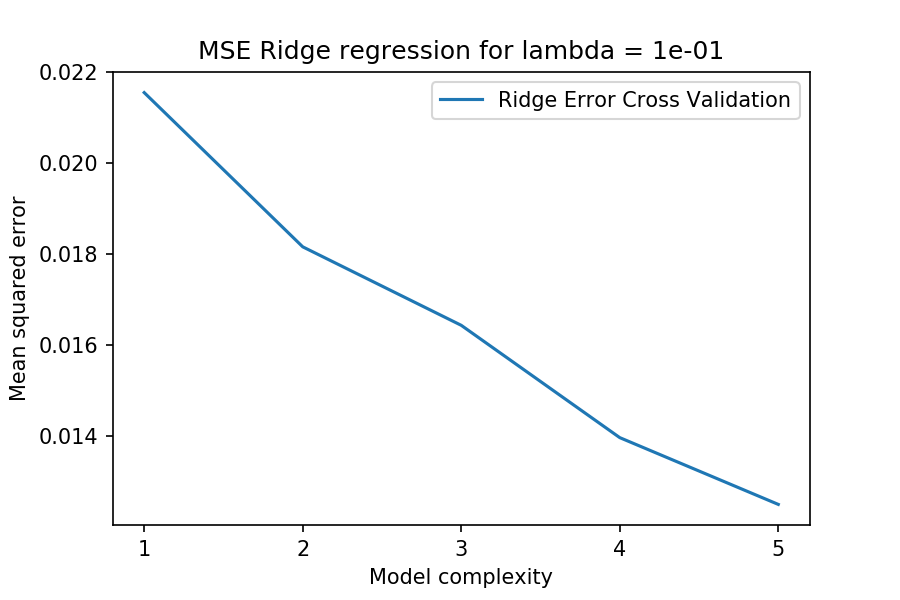 MSE Ridge regression for lambda = 1e-01
Ridge Error Cross Validation
Mean squared error
0.022
0.020
0.018
0.016
0.014
1 2 3 4 5
Model complexity